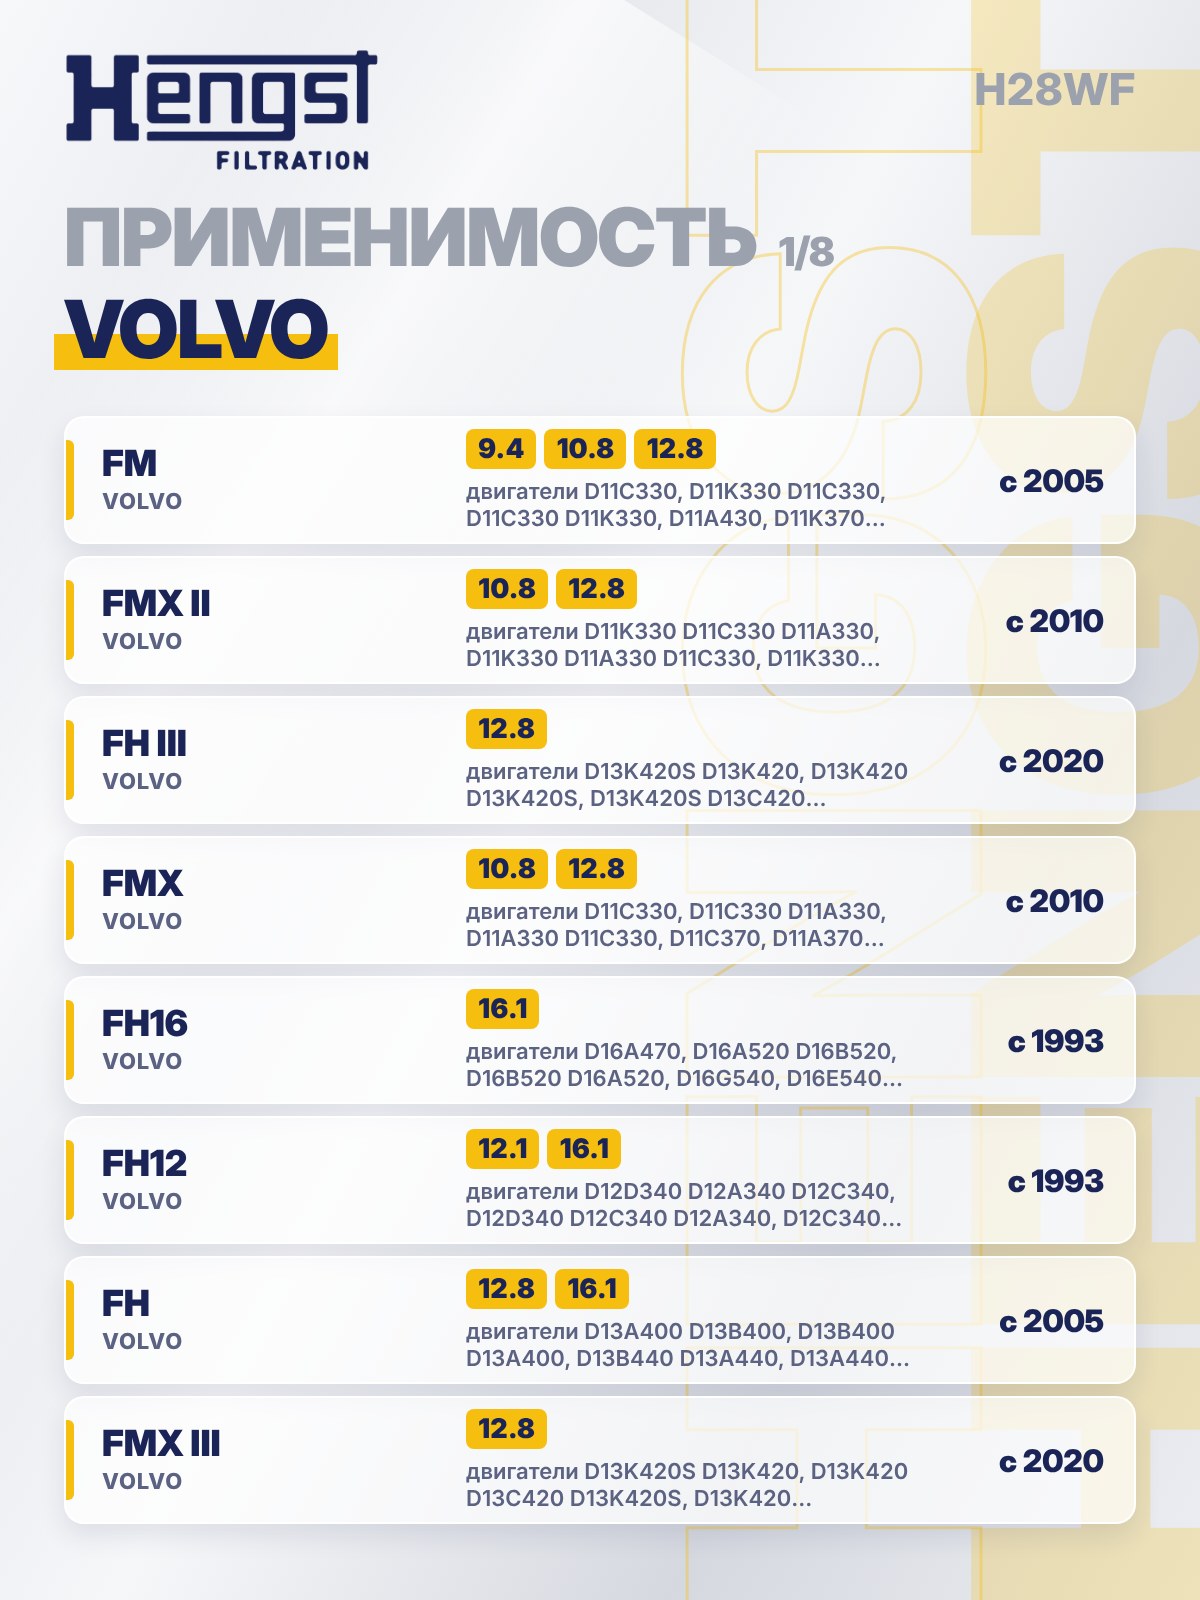 Hengst
FILTRATION
H28WF
ПРИМЕНИМОСТЬ 1/8
VOLVO
FM
VOLVO
9.4 10.8 12.8
двигатели D11C330, D11K330 D11C330,
D11C330 D11K330, D11A430, D11K370...
с 2005
FMX II
VOLVO
10.8 12.8
двигатели D11K330 D11C330 D11A330,
D11K330 D11A330 D11C330, D11K330...
с 2010
FH III
VOLVO
12.8
двигатели D13K420S D13K420, D13K420
D13K420S, D13K420S D13C420...
с 2020
FMX
VOLVO
10.8 12.8
двигатели D11C330, D11C330 D11A330,
D11A330 D11C330, D11C370, D11A370...
с 2010
FH16
VOLVO
16.1
двигатели D16A470, D16A520 D16B520,
D16B520 D16A520, D16G540, D16E540...
с 1993
FH12
VOLVO
12.1 16.1
двигатели D12D340 D12A340 D12C340,
D12D340 D12C340 D12A340, D12C340...
с 1993
FH
VOLVO
12.8 16.1
двигатели D13A400 D13B400, D13B400
D13A400, D13B440 D13A440, D13A440...
с 2005
FMX III
VOLVO
12.8
двигатели D13K420S D13K420, D13K420
D13C420 D13K420S, D13K420...
с 2020
HENGST
HENGST